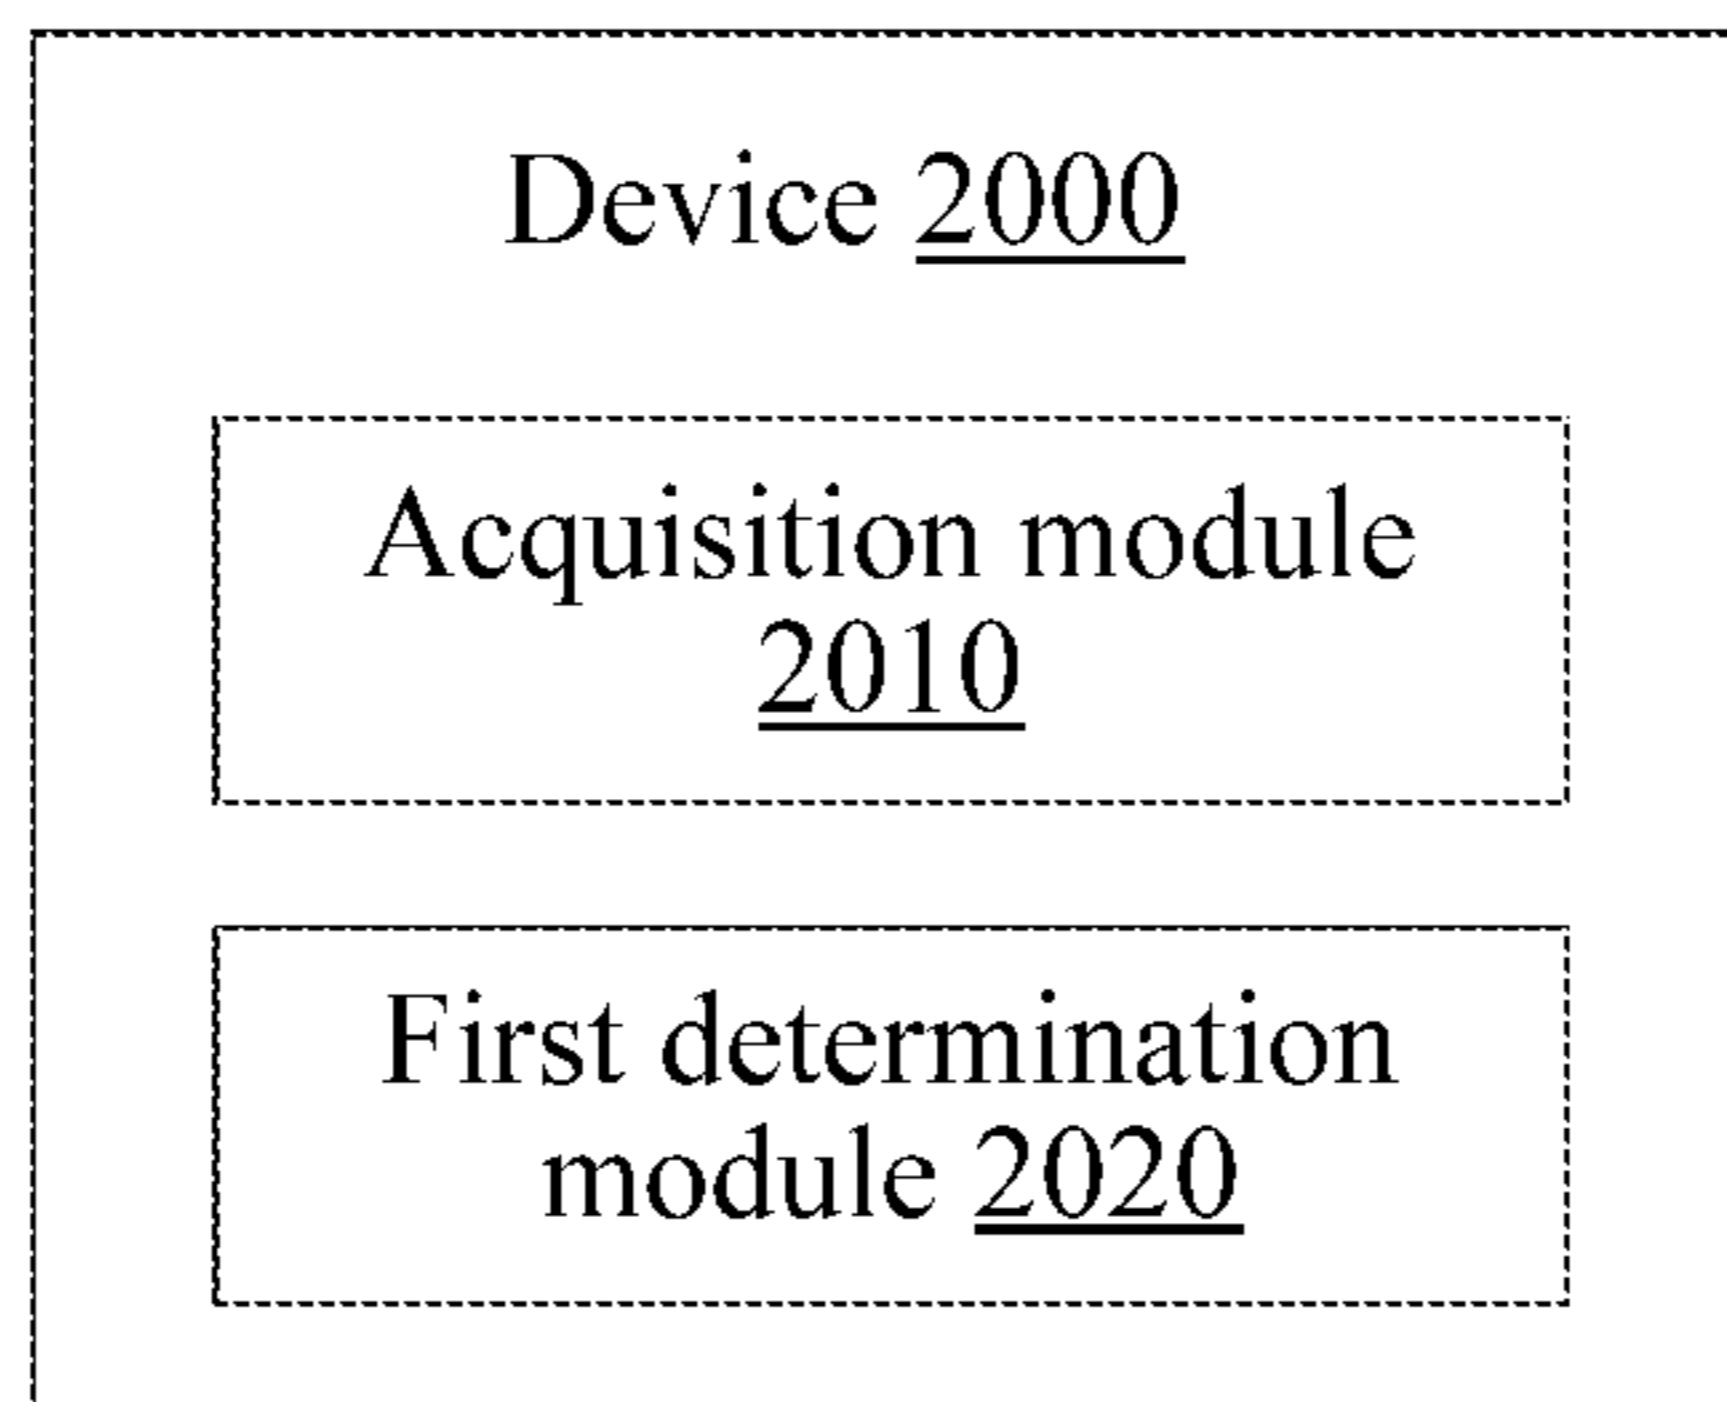 Device 2000
Acquisition module
2010
First determination
module 2020